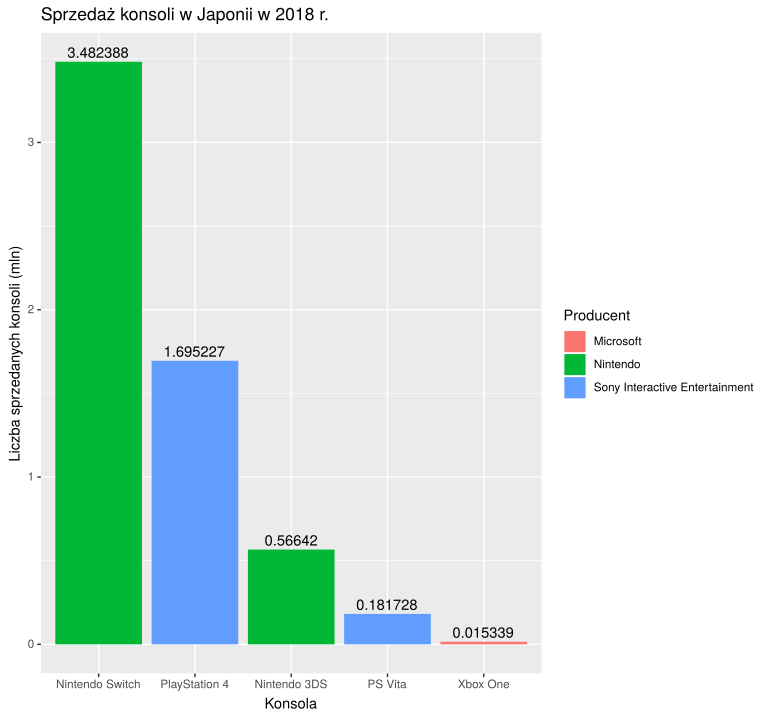 Sprzedaż konsoli w Japonii w 2018 r.
Liczba sprzedanych konsoli (mln)
3
2
1
0
3.482388
1.695227
0.56642
0.181728
0.015339
Nintendo Switch
PlayStation 4
Nintendo 3DS
PS Vita
Xbox One
Konsola
Producent
Microsoft
Nintendo
Sony Interactive Entertainment